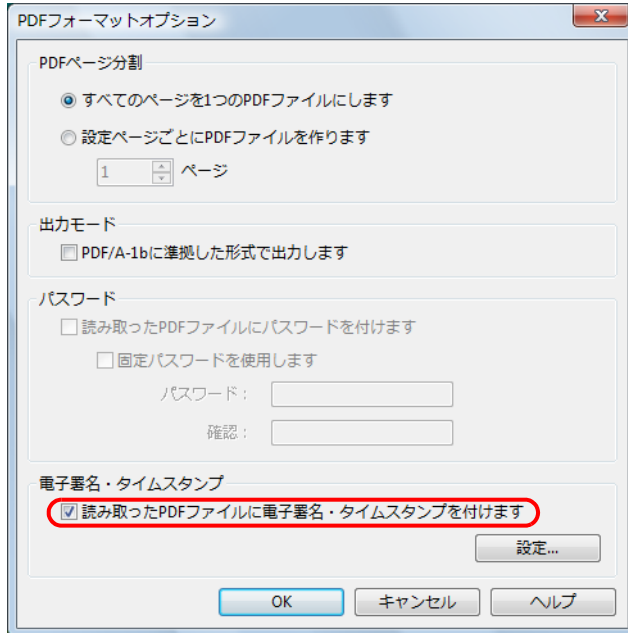 PDFフォーマットオプション
PDFページ分割
すべてのページを1つのPDFファイルにします
設定ページごとにPDFファイルを作ります
1 ページ
出力モード
PDF/A-1bに準拠した形式で出力します
パスワード
読み取ったPDFファイルにパスワードを付けます
固定パスワードを使用します
パスワード：
確認：
電子署名・タイムスタンプ
読み取ったPDFファイルに電子署名・タイムスタンプを付けます
設定...
OK キャンセル ヘルプ